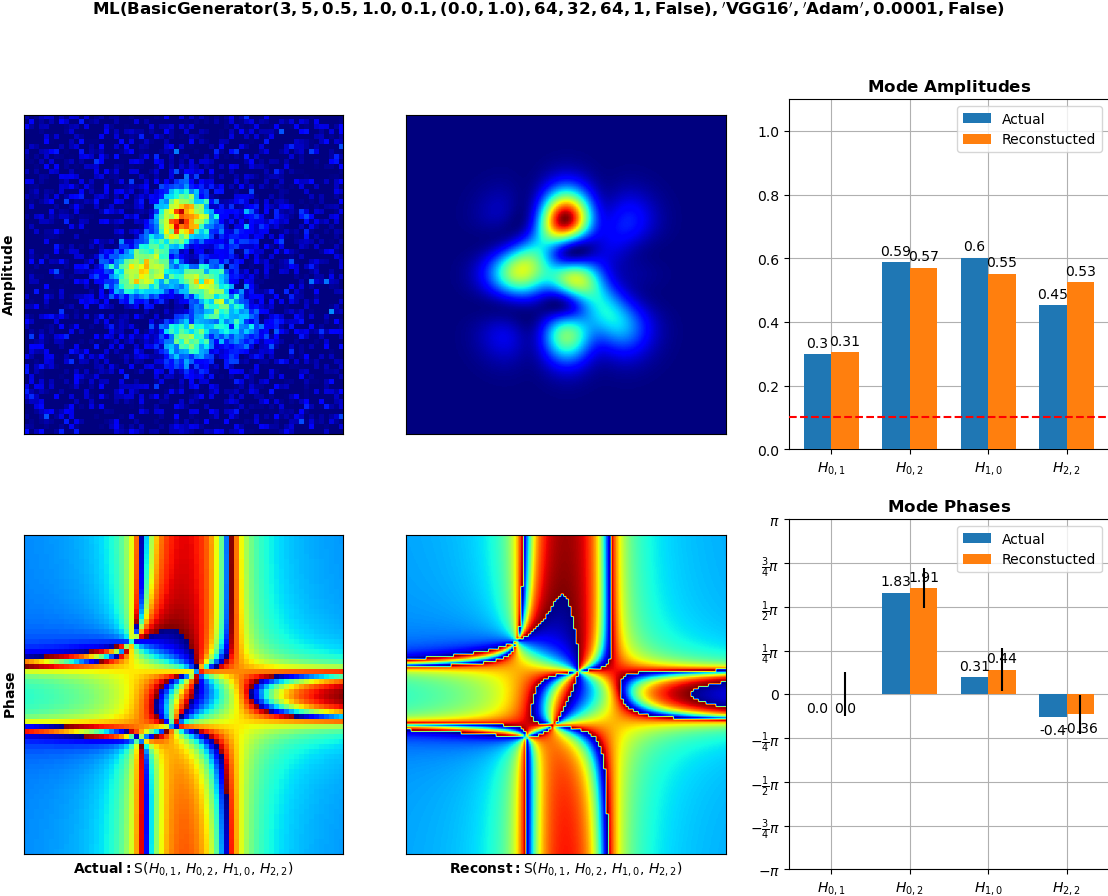 ML(BasicGenerator(3, 5, 0.5, 1.0, 0.1, (0.0, 1.0), 64, 32, 64, 1, False), ′VGG16′, ′Adam′, 0.0001, False)
Amplitude
Mode Amplitudes
Actual
Reconstucted
1.0
0.8
0.6
0.4
0.2
0.0
0.3 0.31
0.59 0.57
0.6 0.55
0.45 0.53
H0,1 H0,2 H1,0 H2,2
Phase
Actual: S(H0,1, H0,2, H1,0, H2,2)
Reconst: S(H0,1, H0,2, H1,0, H2,2)
Mode Phases
Actual
Reconstucted
π
3/4π
1/2π
1/4π
0
−1/4π
−1/2π
−3/4π
−π
0.0 0.0
1.83 1.91
0.31 0.44
-0.4 -0.36
H0,1 H0,2 H1,0 H2,2